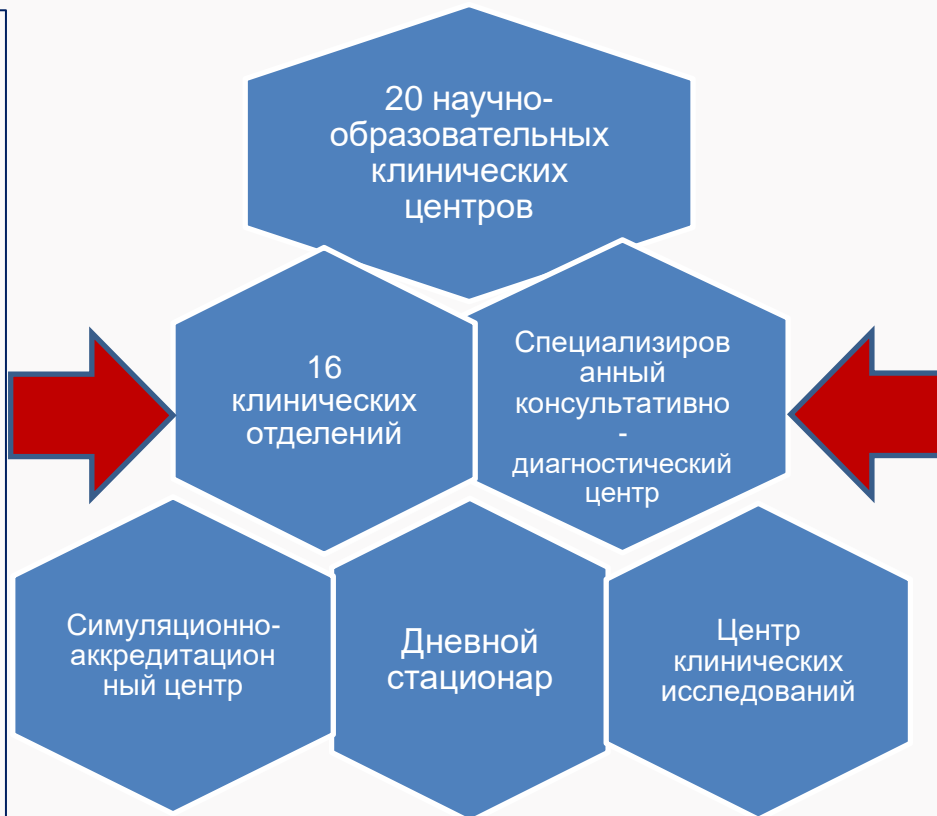 20 научно-
образовательных
клинических
центров
16
клинических
отделений
Специализиров
анный
консультативно
-
диагностический
центр
Симуляционно-
аккредитацион
ный центр
Дневной
стационар
Центр
клинических
исследований